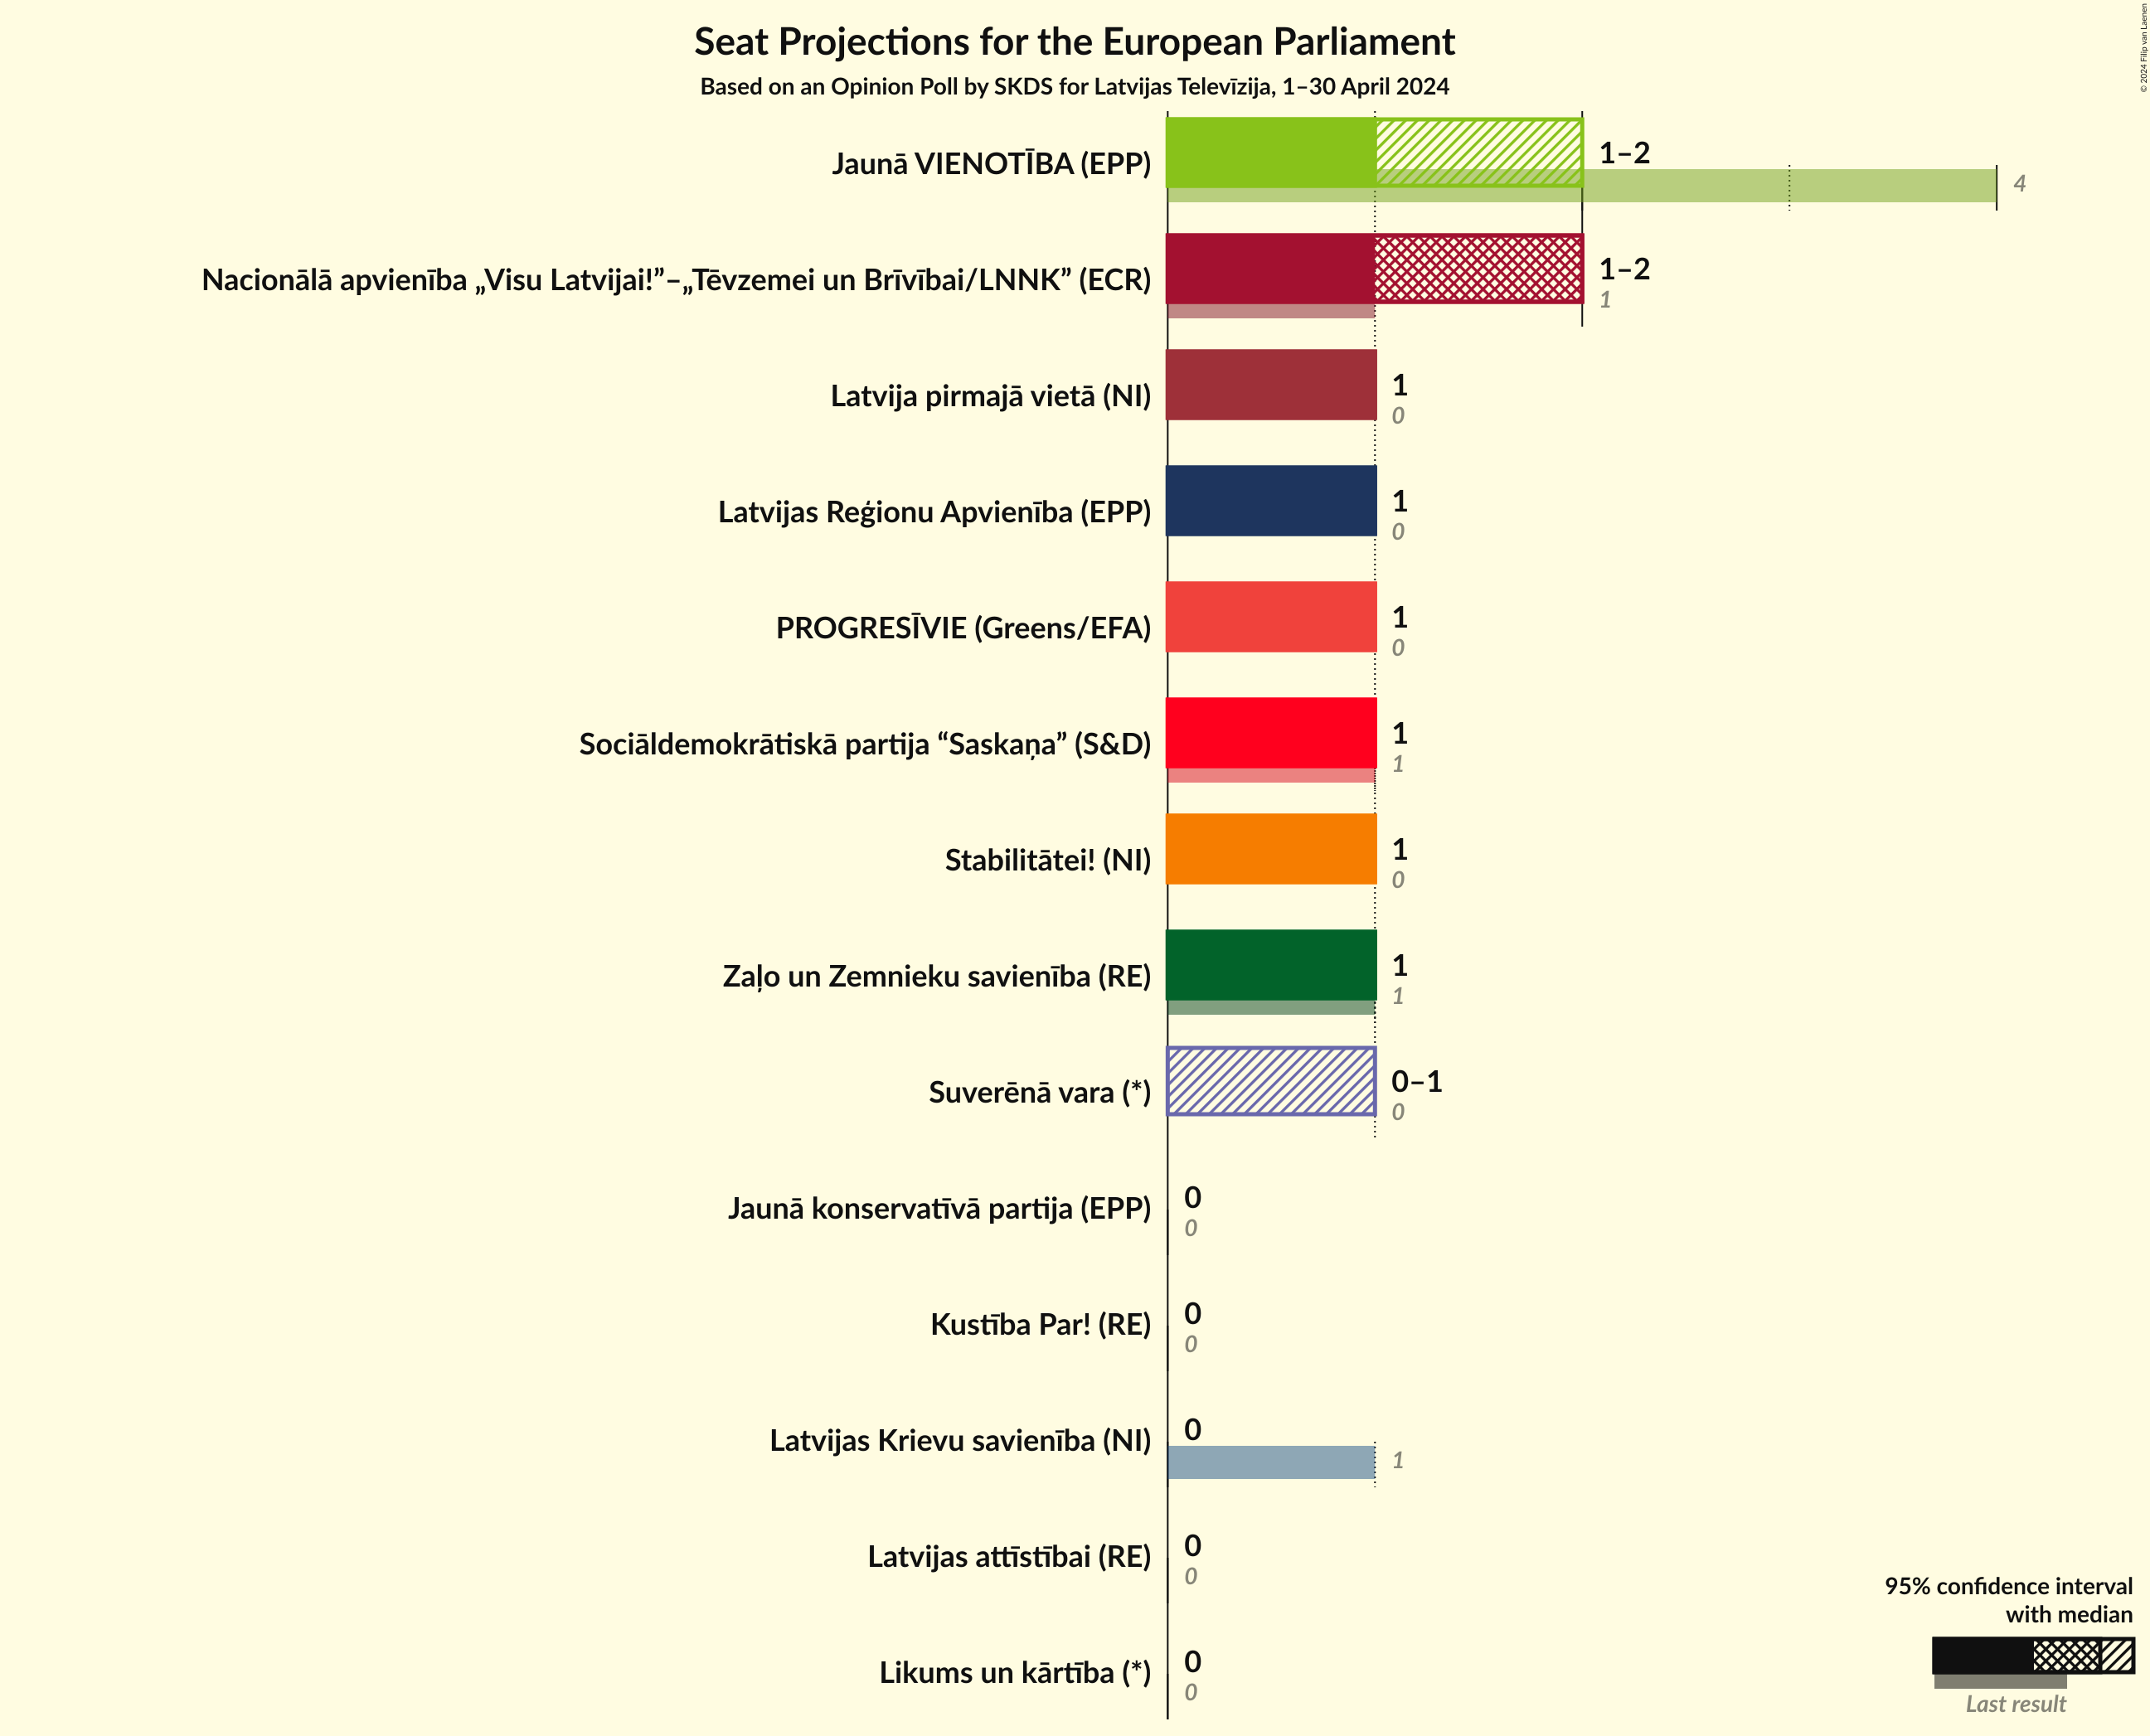 Seat Projections for the European Parliament
Based on an Opinion Poll by SKDS for Latvijas Televīzija, 1–30 April 2024
© 2024 Filip van Laenen
Jaunā VIENOTĪBA (EPP)
1–2
4
Nacionālā apvienība „Visu Latvijai!”–„Tēvzemei un Brīvībai/LNNK” (ECR)
1–2
1
Latvija pirmajā vietā (NI)
1
0
Latvijas Reģionu Apvienība (EPP)
1
0
PROGRESĪVIE (Greens/EFA)
1
0
Sociāldemokrātiskā partija “Saskaņa” (S&D)
1
1
Stabilitātei! (NI)
1
0
Zaļo un Zemnieku savienība (RE)
1
1
Suverēnā vara (*)
0–1
0
Jaunā konservatīvā partija (EPP)
0
0
Kustība Par! (RE)
0
0
Latvijas Krievu savienība (NI)
0
1
Latvijas attīstībai (RE)
0
0
Likums un kārtība (*)
0
0
95% confidence interval
with median
Last result